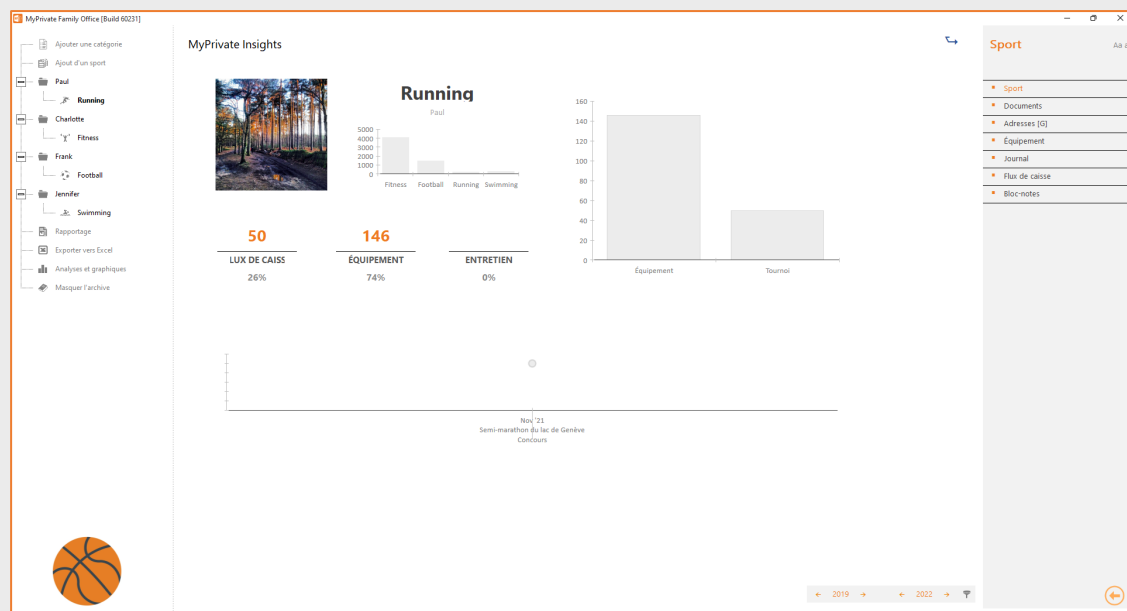 MyPrivate Family Office [Build 60231]
Ajouter une catégorie
Ajout d'un sport
Paul
Running
Charlotte
Fitness
Frank
Football
Jennifer
Swimming
Rapportage
Exporter vers Excel
Analyses et graphiques
Masquer l'archive
MyPrivate Insights
Running
Paul
5000
4000
3000
2000
1000
0
Fitness Football Running Swimming
50
LUX DE CAISS
26%
146
ÉQUIPEMENT
74%
ENTRETIEN
0%
160
140
120
100
80
60
40
20
0
Équipement Tournoi
Nov '21
Semi-marathon du lac de Genève
Concours
2019
2022
Sport
Aa a
Sport
Documents
Adresses [G]
Équipement
Journal
Flux de caisse
Bloc-notes